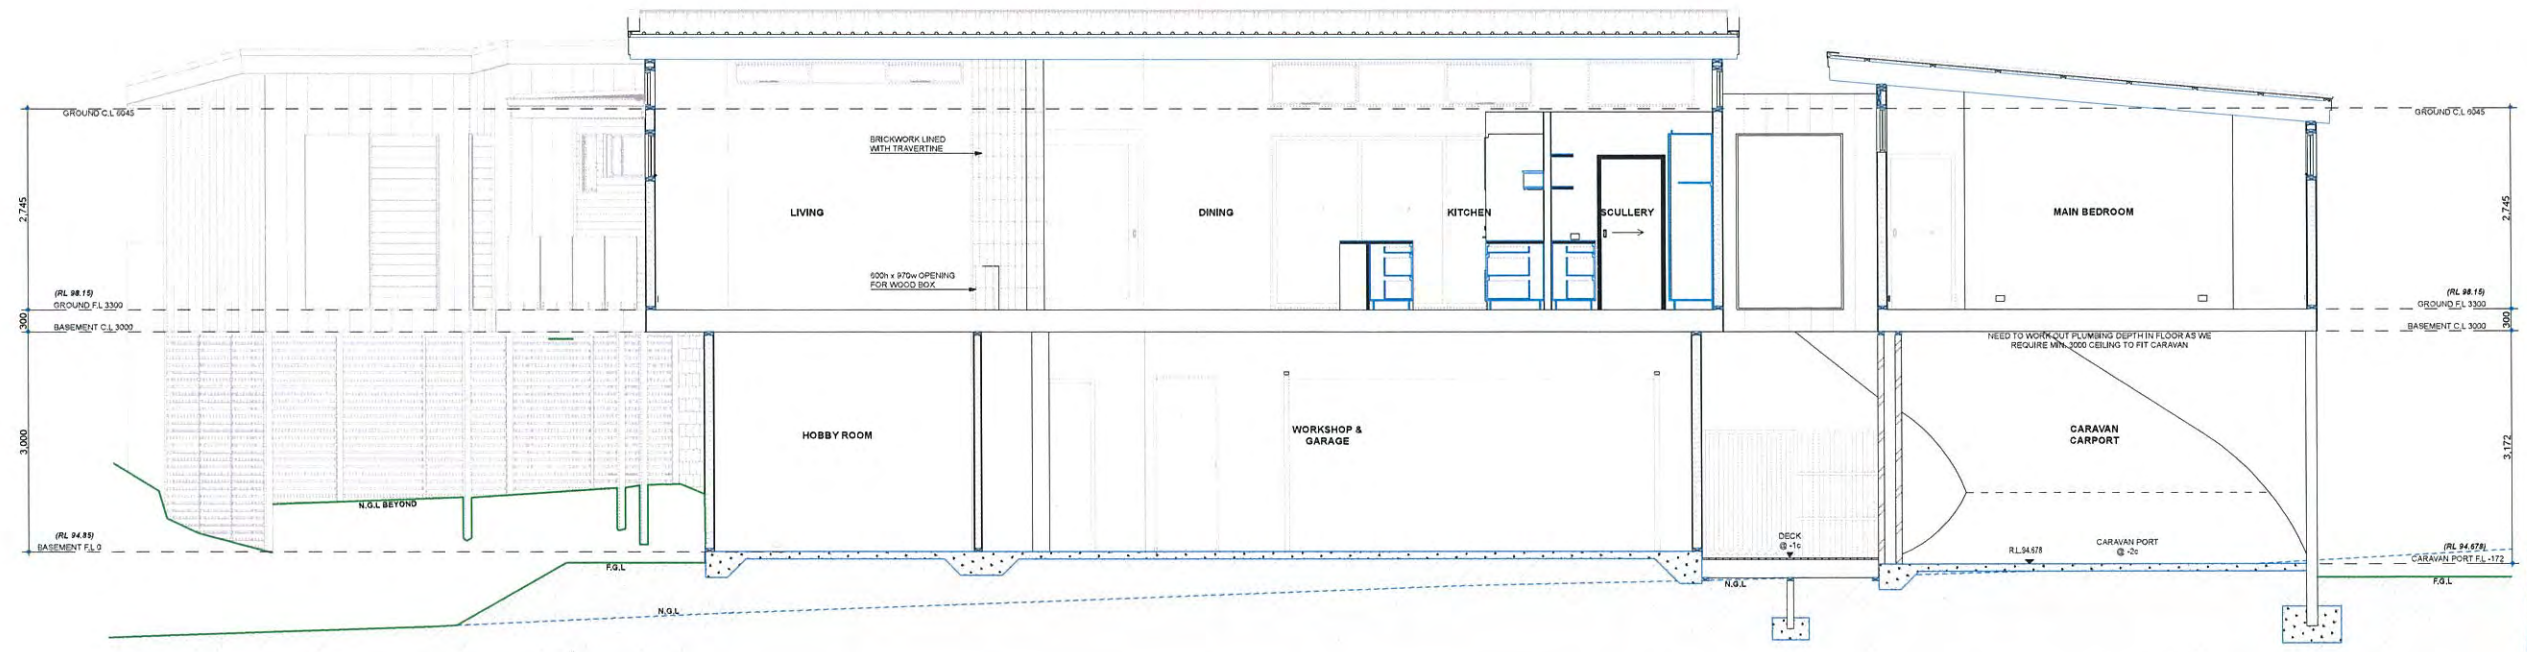 GROUND C.L 6045
GROUND C.L 6045
BRICKWORK LINED
WITH TRAVERTINE
2,745
LIVING
DINING
KITCHEN
SCULLERY
MAIN BEDROOM
2,745
600h x 970w OPENING
FOR WOOD BOX
(RL 98.15)
GROUND F.L 3300
(RL 98.15)
GROUND F.L 3300
300
BASEMENT C.L 3000
300
BASEMENT C.L 3000
NEED TO WORK OUT PLUMBING DEPTH IN FLOOR AS WE
REQUIRE MIN. 3000 CEILING TO FIT CARAVAN
3,000
HOBBY ROOM
WORKSHOP &
GARAGE
CARAVAN
CARPORT
3,172
N.G.L BEYOND
(RL 94.85)
BASEMENT F.L 0
DECK
@ -1c
R.L.94.678
CARAVAN PORT
@ -2c
(RL 94.678)
CARAVAN PORT F.L -172
F.G.L
N.G.L
N.G.L
F.G.L